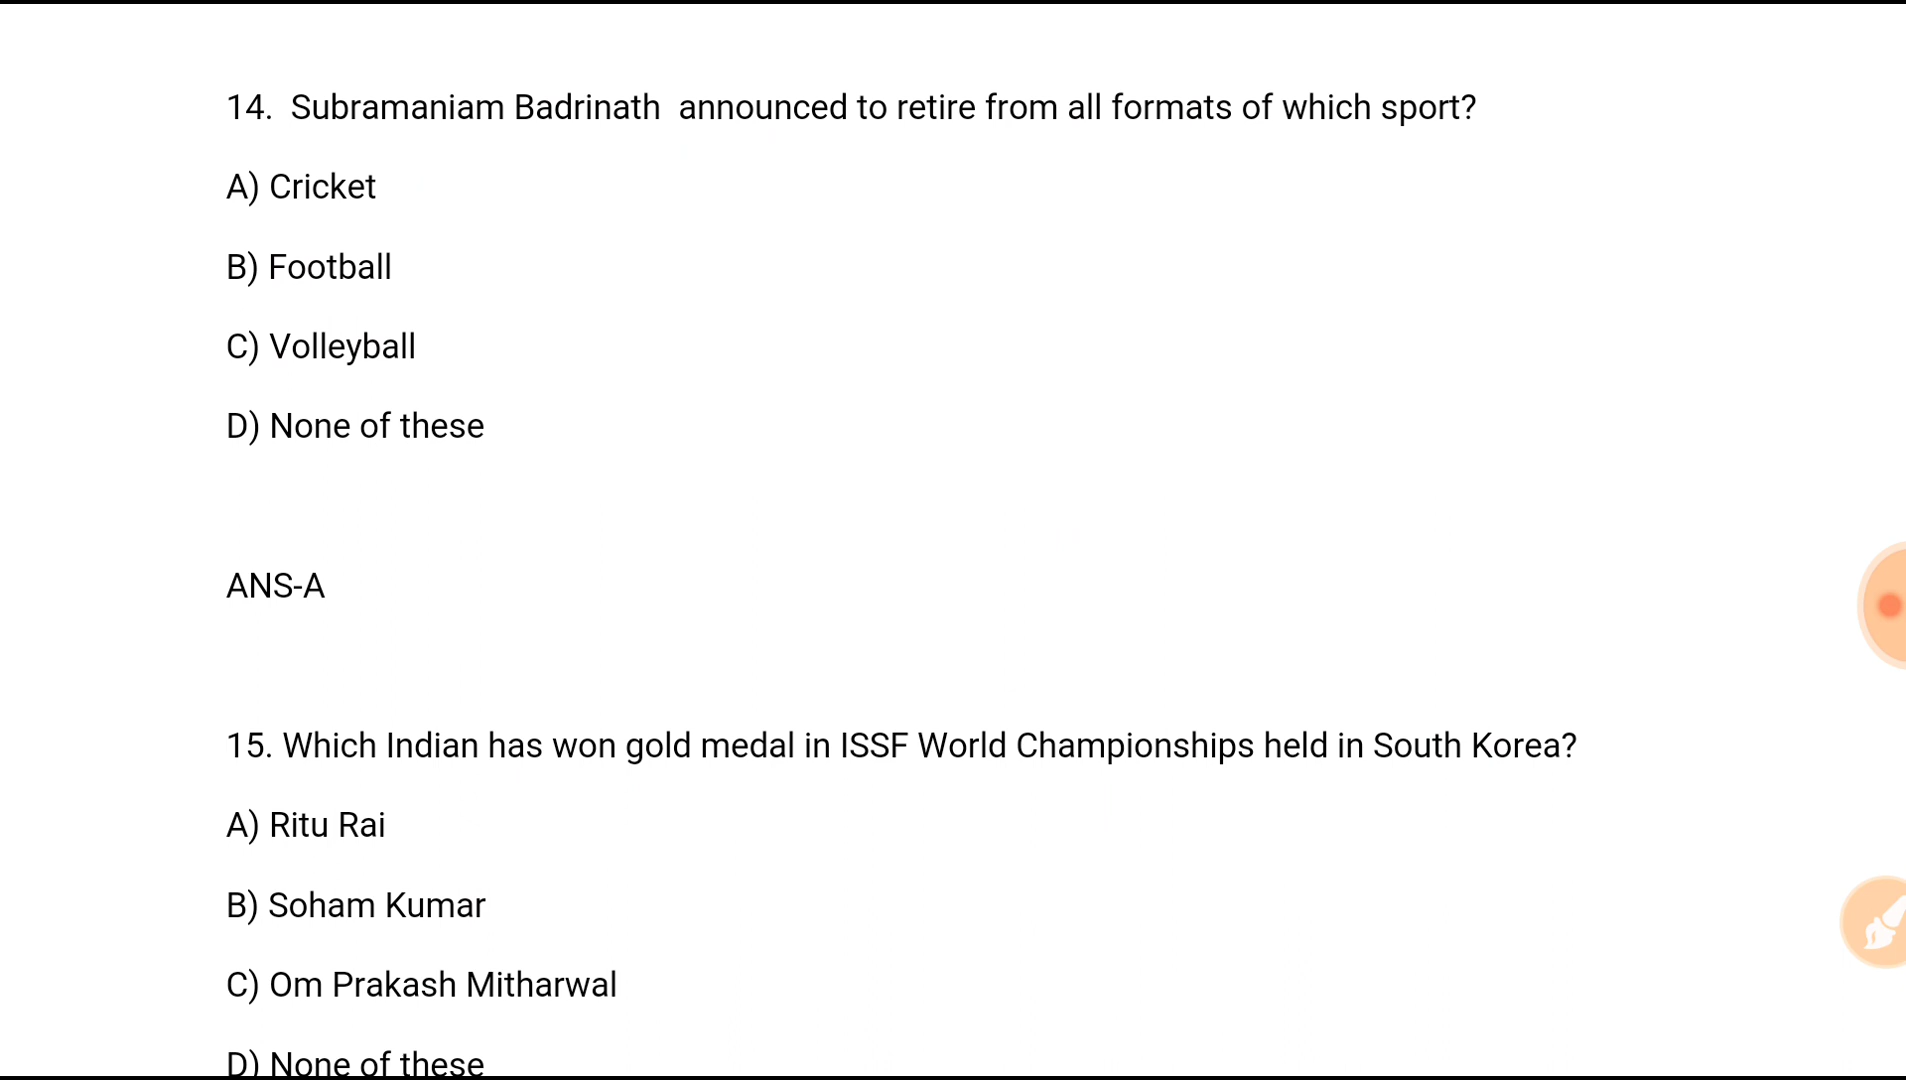 14.  Subramaniam Badrinath  announced to retire from all formats of which sport?
A) Cricket
B) Football
C) Volleyball
D) None of these
ANS-A
15. Which Indian has won gold medal in ISSF World Championships held in South Korea?
A) Ritu Rai
B) Soham Kumar
C) Om Prakash Mitharwal
D) None of these